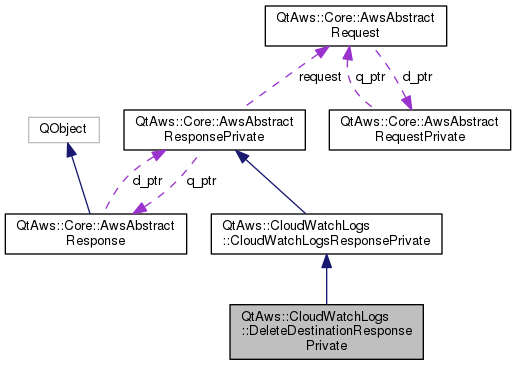 QtAws::Core::AwsAbstract
Request
request
q_ptr
d_ptr
QtAws::Core::AwsAbstract
ResponsePrivate
QtAws::Core::AwsAbstract
RequestPrivate
QObject
d_ptr
q_ptr
QtAws::Core::AwsAbstract
Response
QtAws::CloudWatchLogs
::CloudWatchLogsResponsePrivate
QtAws::CloudWatchLogs
::DeleteDestinationResponse
Private